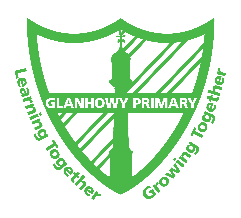 GLANHOWY PRIMARY
Learning Together
Growing Together